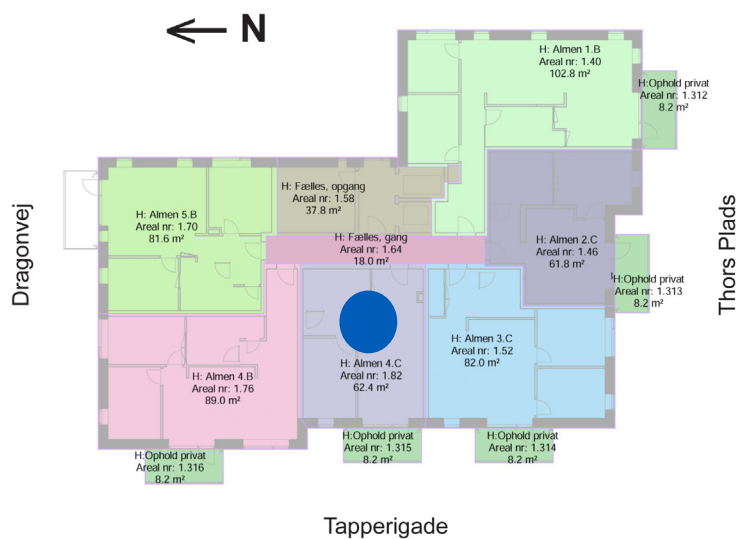 N
H: Almen 1.B
Areal nr: 1.40
102.8 m²
H:Ophold privat
Areal nr: 1.312
8.2 m²
H: Fælles, opgang
Areal nr: 1.58
37.8 m²
H: Almen 5.B
Areal nr: 1.70
81.6 m²
H: Fælles, gang
Areal nr: 1.64
18.0 m²
H: Almen 2.C
Areal nr: 1.46
61.8 m²
Dragonvej
Thors Plads
H:Ophold privat
Areal nr: 1.313
8.2 m²
H: Almen 3.C
Areal nr: 1.52
82.0 m²
H: Almen 4.C
Areal nr: 1.82
62.4 m²
H: Almen 4.B
Areal nr: 1.76
89.0 m²
H:Ophold privat
Areal nr: 1.316
8.2 m²
H:Ophold privat
Areal nr: 1.315
8.2 m²
H:Ophold privat
Areal nr: 1.314
8.2 m²
Tapperigade